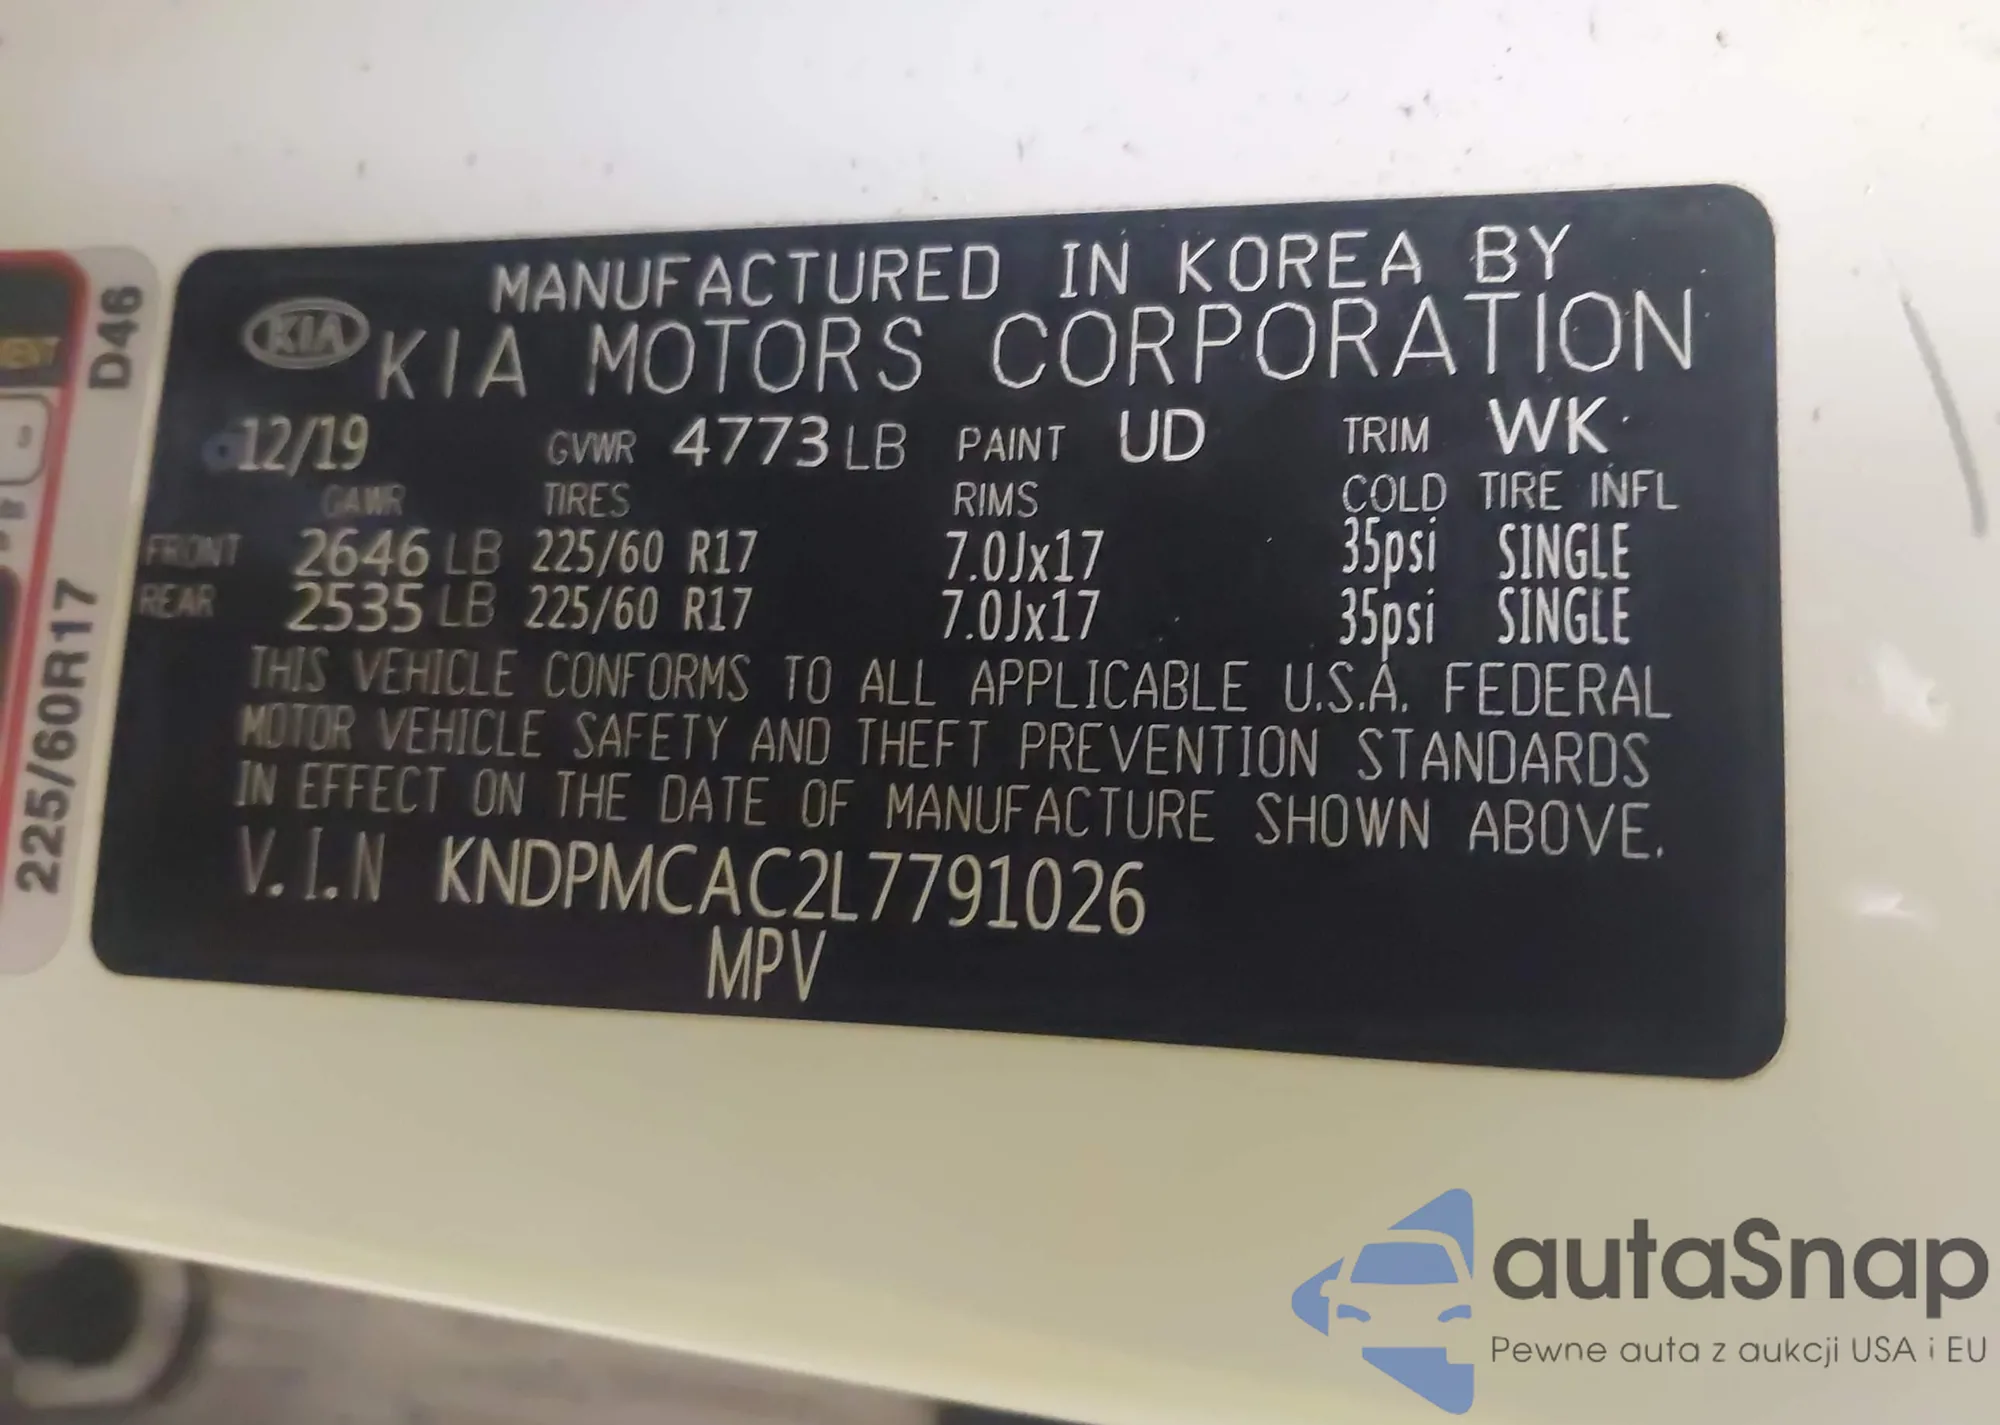 MANUFACTURED IN KOREA BY
KIA KIA MOTORS CORPORATION
12/19 GVWR 4773 LB PAINT UD TRIM WK
GAWR TIRES RIMS COLD TIRE INFL
FRONT 2646 LB 225/60 R17 7.0Jx17 35psi SINGLE
REAR 2535 LB 225/60 R17 7.0Jx17 35psi SINGLE
THIS VEHICLE CONFORMS TO ALL APPLICABLE U.S.A. FEDERAL
MOTOR VEHICLE SAFETY AND THEFT PREVENTION STANDARDS
IN EFFECT ON THE DATE OF MANUFACTURE SHOWN ABOVE.
V.I.N KNDPMCAC2L7791026
MPV
225/60R17 D46
autaSnap
Pewne auta z aukcji USA i EU